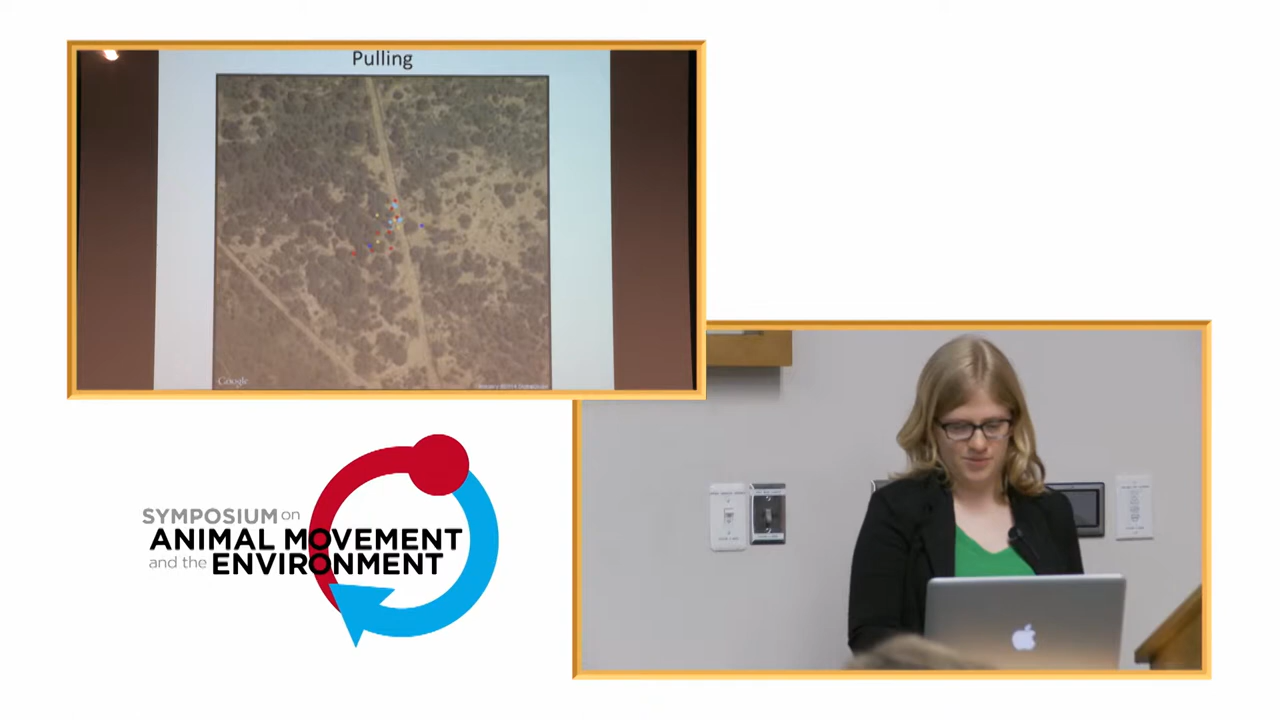 Pulling
Google
SYMPOSIUM on
ANIMAL MOVEMENT
and the ENVIRONMENT